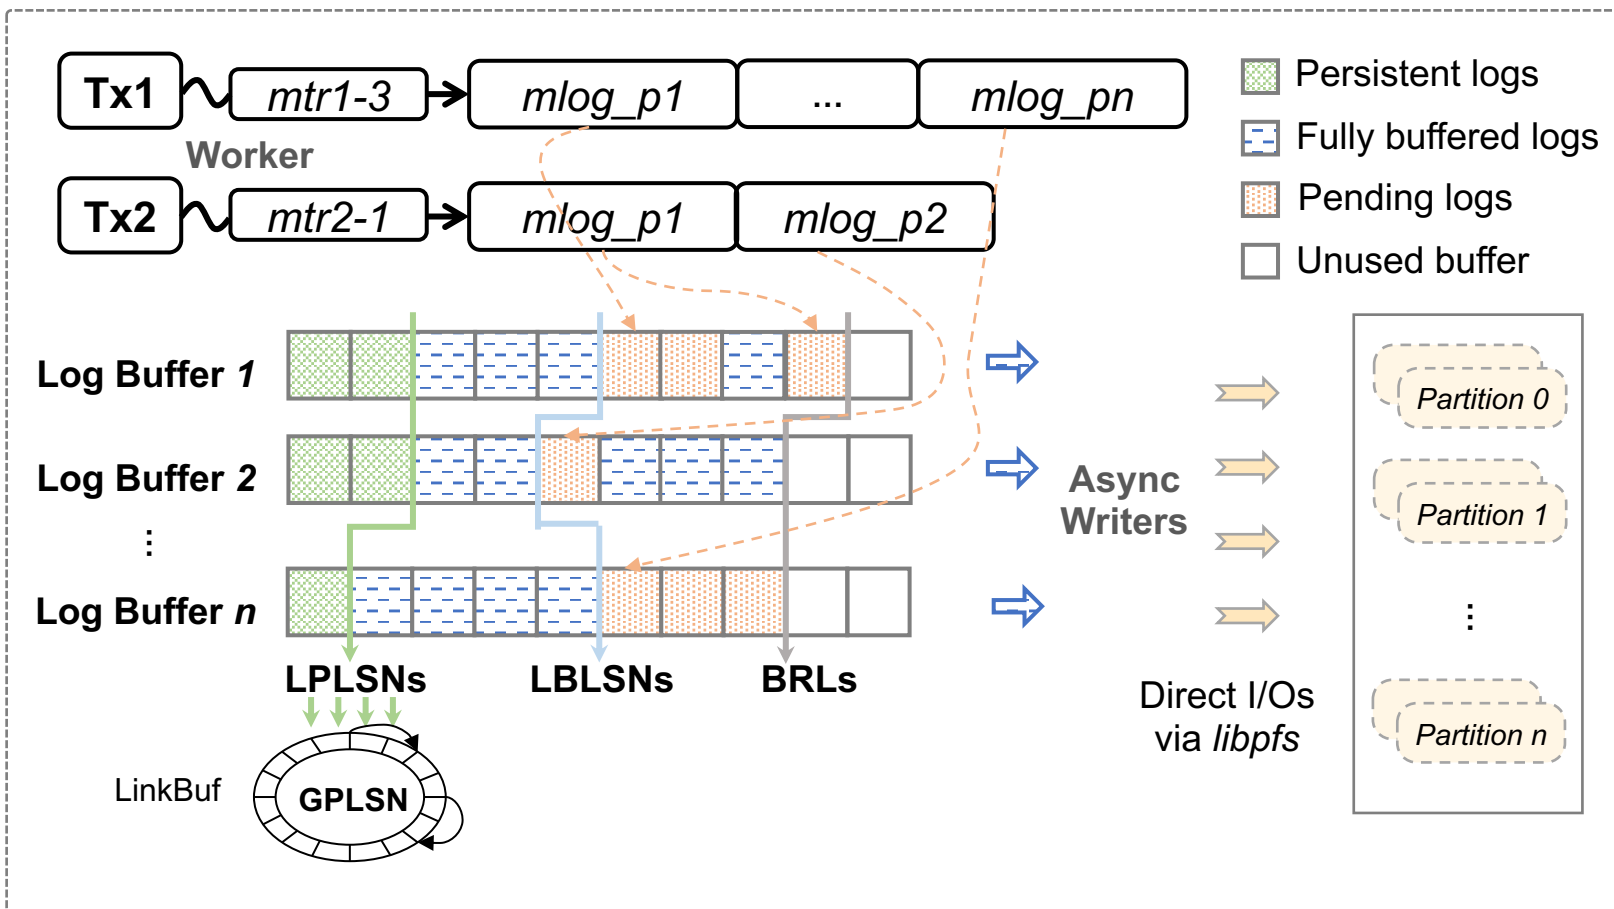 Tx1
mtr1-3
mlog_p1
...
mlog_pn
Worker
Tx2
mtr2-1
mlog_p1
mlog_p2
Persistent logs
Fully buffered logs
Pending logs
Unused buffer
Log Buffer 1
Log Buffer 2
...
Log Buffer n
LPLSNs
LBLSNs
BRLs
LinkBuf
GPLSN
Async
Writers
Direct I/Os
via libpfs
Partition 0
Partition 1
...
Partition n